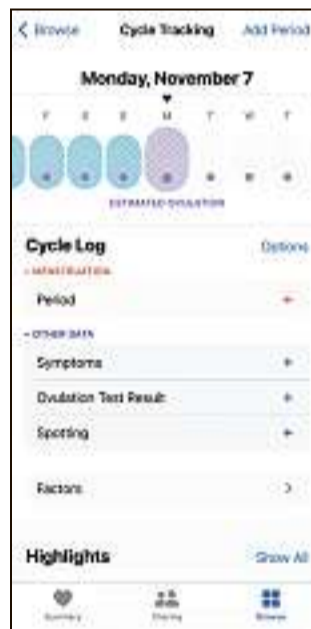 Browse Cycle Tracking Add Period
Monday, November 7
F S S M T W T
ESTIMATED OVULATION
Cycle Log Options
MENSTRUATION
Period
OTHER DATA
Symptoms
Ovulation Test Result
Spotting
Factors
Highlights Show All
Summary Sharing Browse